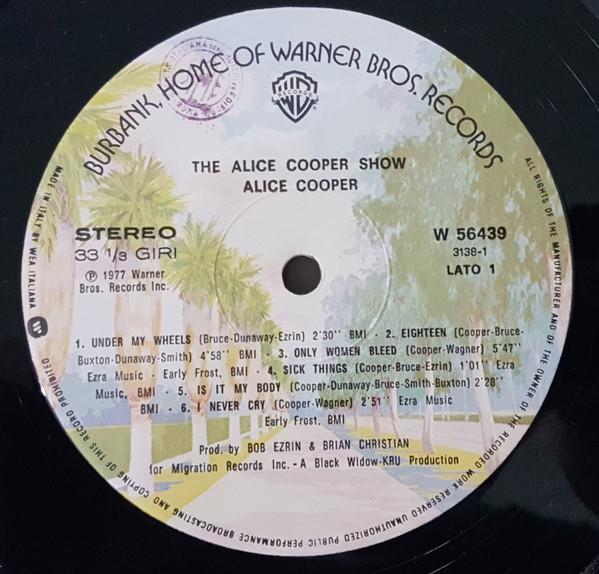 BURBANK, HOME OF WARNER BROS. RECORDS
WB
RECORDS
THE ALICE COOPER SHOW
ALICE COOPER
STEREO
33 1/3 GIRI
Ⓟ 1977 Warner
Bros. Records Inc.
W 56439
3138-1
LATO 1
1. UNDER MY WHEELS (Bruce-Dunaway-Ezrin) 2'30'' BMI - 2. EIGHTEEN (Cooper-Bruce-
Buxton-Dunaway-Smith) 4'58'' BMI - 3. ONLY WOMEN BLEED (Cooper-Wagner) 5'47''
Ezra Music - Early Frost, BMI - 4. SICK THINGS (Cooper-Bruce-Ezrin) 1'01'' Ezra
Music, BMI - 5. IS IT MY BODY (Cooper-Dunaway-Bruce-Smith-Buxton) 2'28''
BMI - 6. I NEVER CRY (Cooper-Wagner) 2'51'' Ezra Music
Early Frost, BMI
Prod. by BOB EZRIN & BRIAN CHRISTIAN
for Migration Records Inc. - A Black Widow-KRU Production
MADE IN ITALY BY WEA ITALIANA
ALL RIGHTS OF THE MANUFACTURER AND OF THE OWNER OF THE RECORDED WORK RESERVED UNAUTHORIZED PUBLIC PERFORMANCE BROADCASTING AND COPYING OF THIS RECORD PROHIBITED